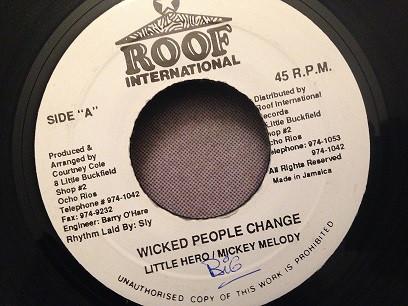 ROOF
INTERNATIONAL
45 R.P.M.
SIDE "A"
Produced &
Arranged by
Courtney Cole
8 Little Buckfield
Shop #2
Ocho Rios
Telephone # 974-1042
Fax: 974-9232
Engineer: Barry O'Hare
Rhythm Laid By: Sly
Distributed by
Roof International
Records
8 Little Buckfield
Shop #2
Ocho Rios
Telephone: 974-1053
974-1042
All Rights Reserved
Made in Jamaica
WICKED PEOPLE CHANGE
LITTLE HERO / MICKEY MELODY
BiG
UNAUTHORISED COPY OF THIS RECORDING IS PROHIBITED